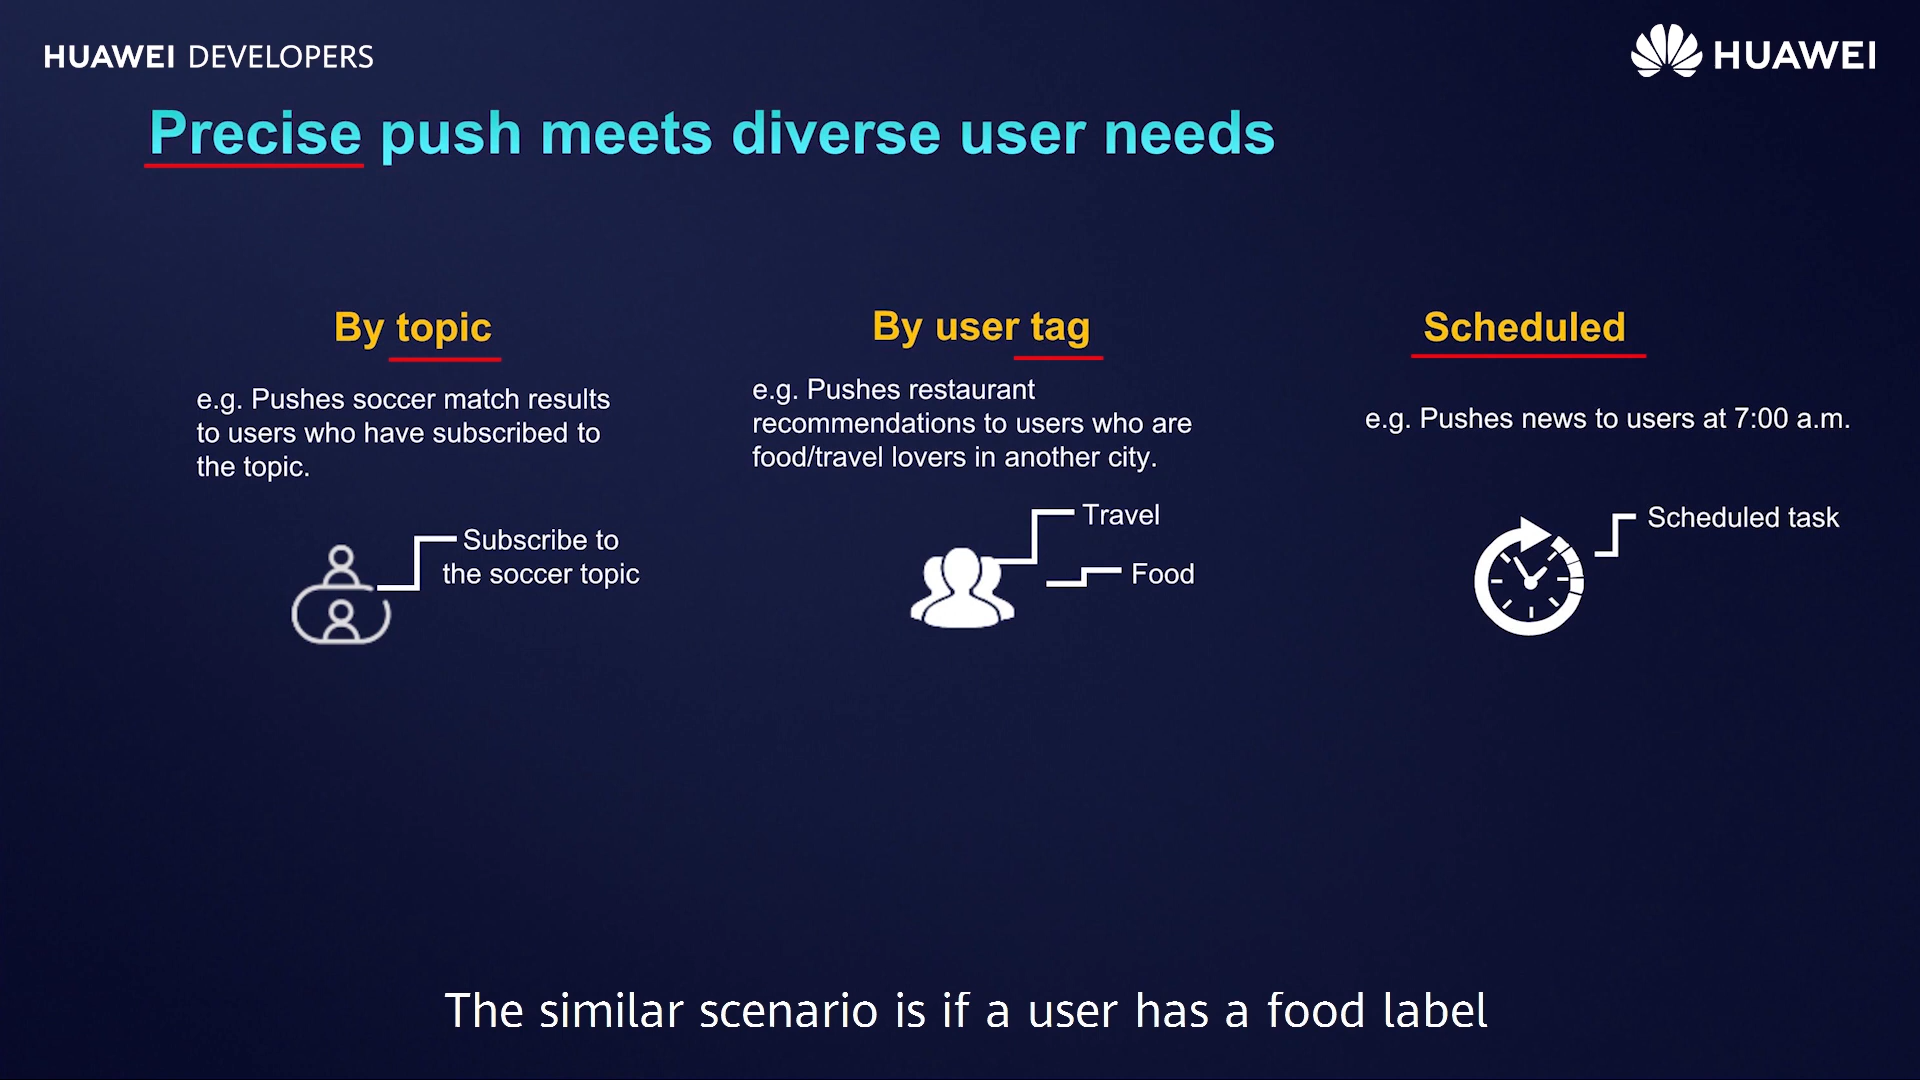 HUAWEI DEVELOPERS
HUAWEI
Precise push meets diverse user needs
By topic
e.g. Pushes soccer match results
to users who have subscribed to
the topic.
Subscribe to
the soccer topic
By user tag
e.g. Pushes restaurant
recommendations to users who are
food/travel lovers in another city.
Travel
Food
Scheduled
e.g. Pushes news to users at 7:00 a.m.
Scheduled task
The similar scenario is if a user has a food label